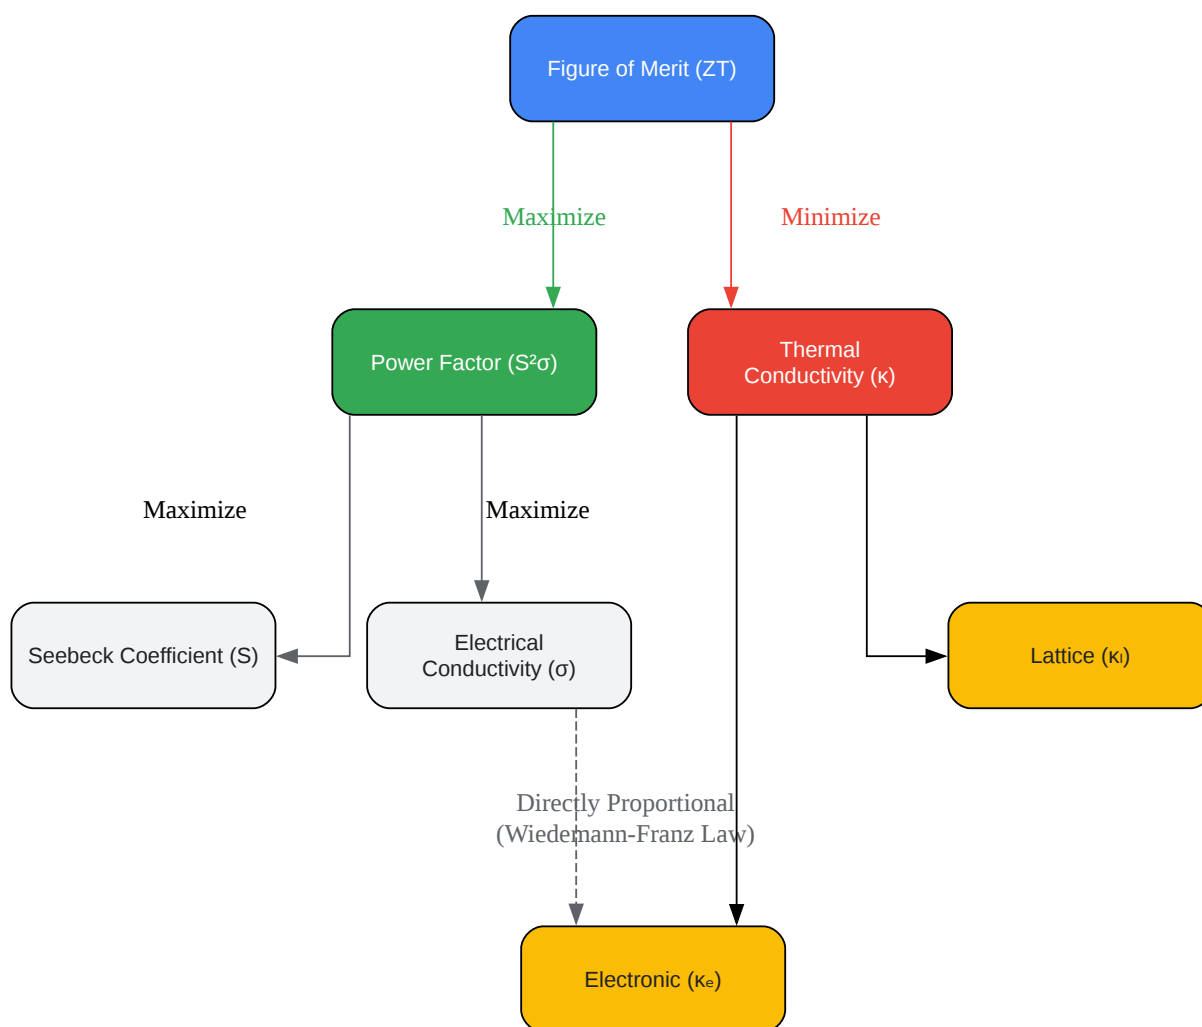 Figure of Merit (ZT)
Maximize
Minimize
Power Factor (S²σ)
Thermal
Conductivity (κ)
Maximize
Maximize
Seebeck Coefficient (S)
Electrical
Conductivity (σ)
Lattice (κₗ)
Directly Proportional
(Wiedemann-Franz Law)
Electronic (κₑ)